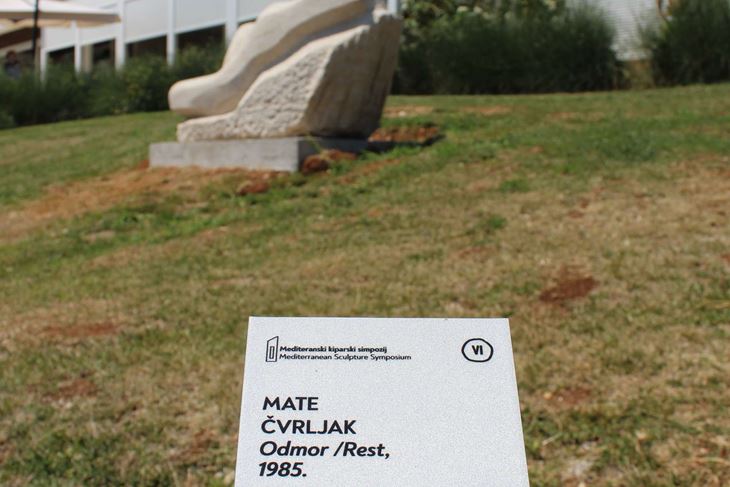 Mediteranski kiparski simpozij
Mediterranean Sculpture Symposium
VI
MATE
ČVRLJAK
Odmor /Rest,
1985.